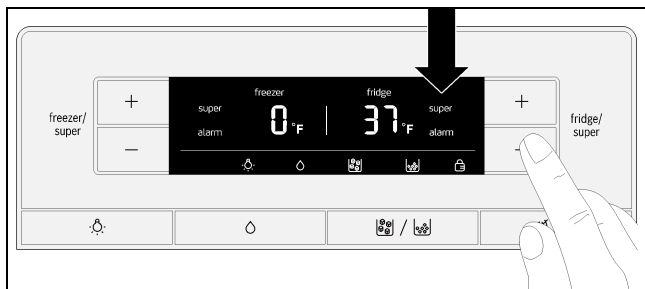 freezer fridge
super super
0°F 37°F
alarm alarm
freezer/
super
+
−
+
−
fridge/
super
/